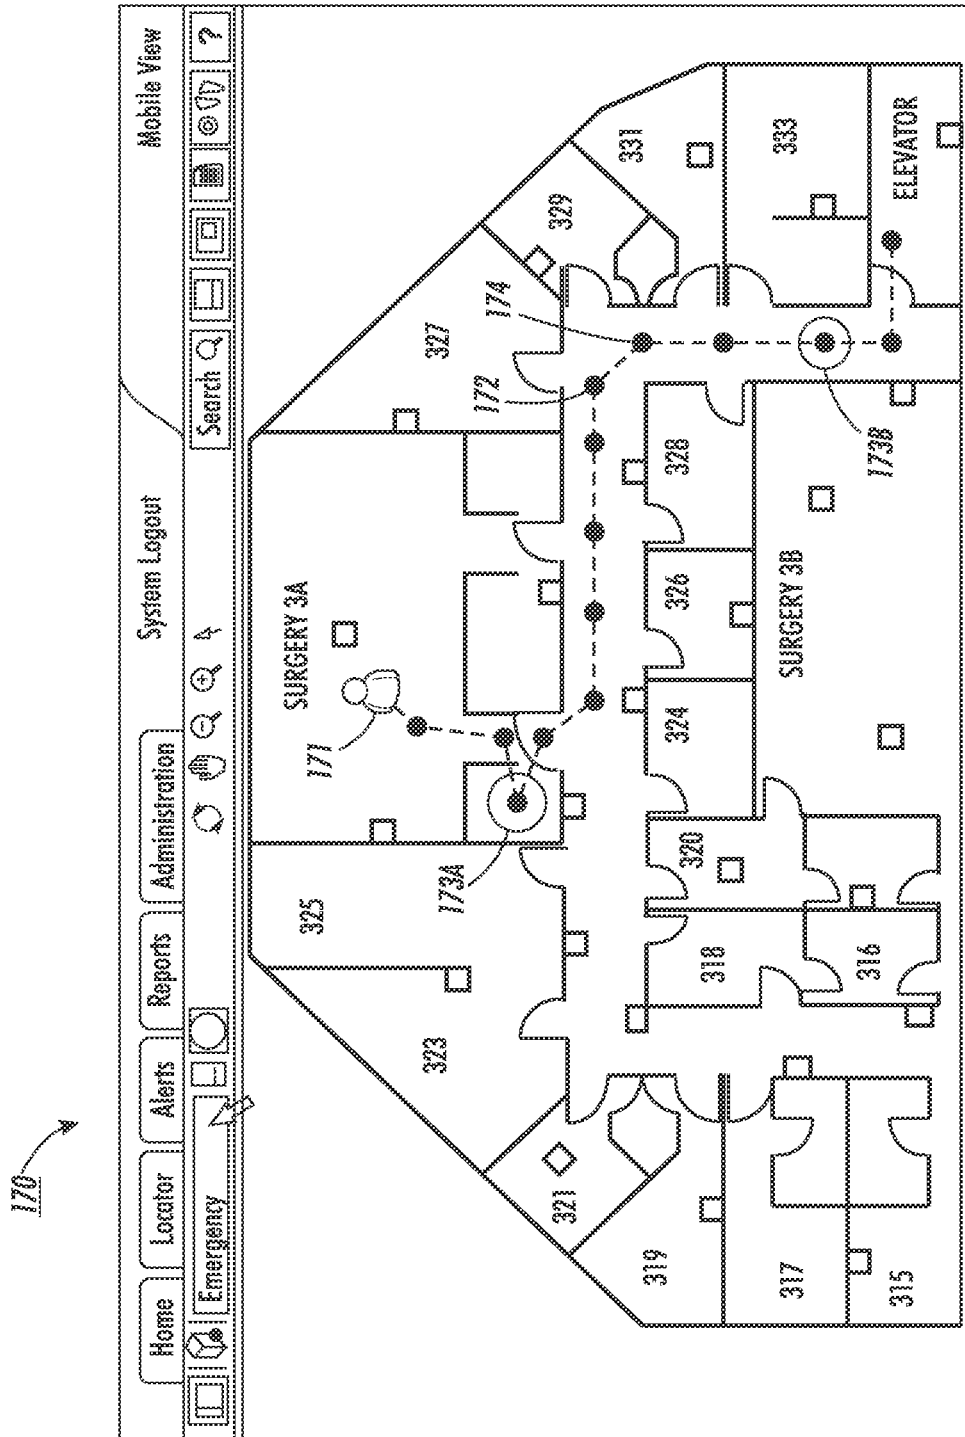 170
System Logout
Mobile View
Home
Locator
Alerts
Reports
Administration
Emergency
Search
?
SURGERY 3A
171
325
323
173A
327
329
331
172
174
321
319
333
328
326
324
320
318
316
317
315
SURGERY 3B
173B
ELEVATOR